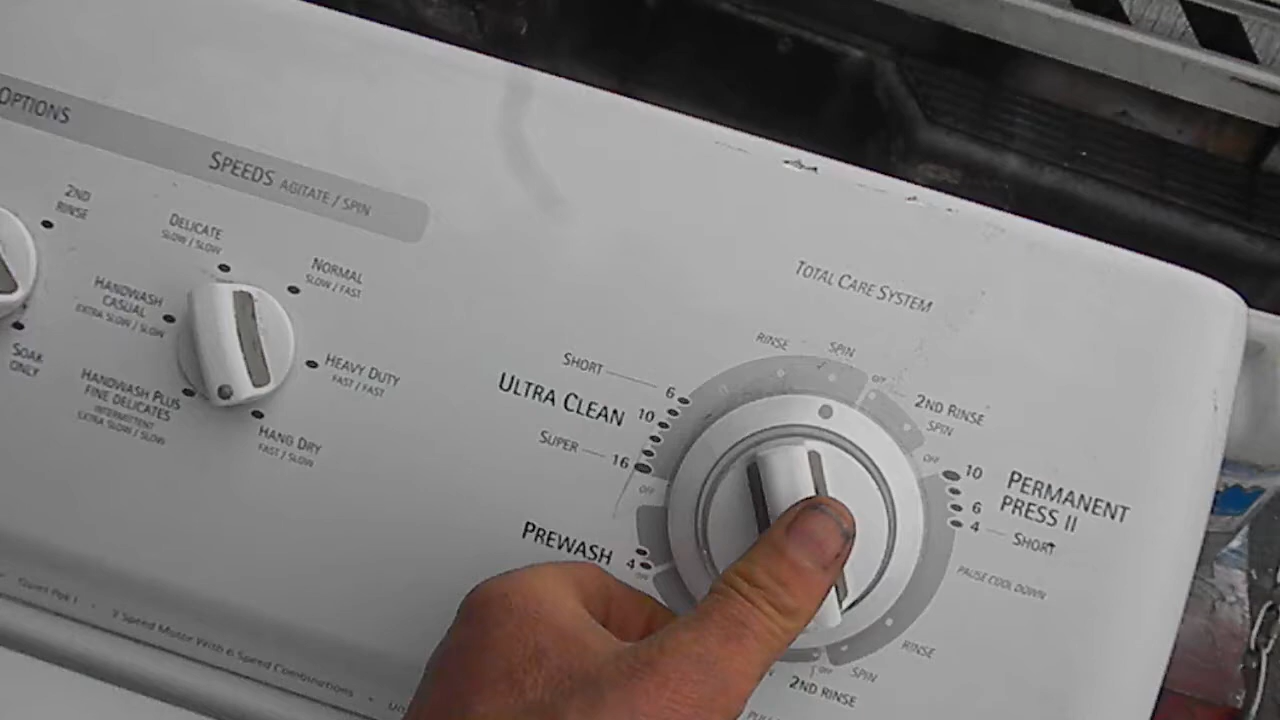 OPTIONS
SPEEDS AGITATE / SPIN
2ND
RINSE
SOAK
ONLY
DELICATE
SLOW / SLOW
NORMAL
SLOW / FAST
HANDWASH
CASUAL
EXTRA SLOW / SLOW
HEAVY DUTY
FAST / FAST
HANDWASH PLUS
FINE DELICATES
INTERMITTENT
EXTRA SLOW / SLOW
HANG DRY
FAST / SLOW
TOTAL CARE SYSTEM
RINSE
SPIN
OFF
2ND RINSE
SPIN
OFF
SHORT 6
ULTRA CLEAN 10
SUPER 16
OFF
PREWASH 4
10
PERMANENT
PRESS II
6
4 SHORT
PAUSE COOL DOWN
RINSE
SPIN
OFF
2ND RINSE
2 Speed Motor With 6 Speed Combinations